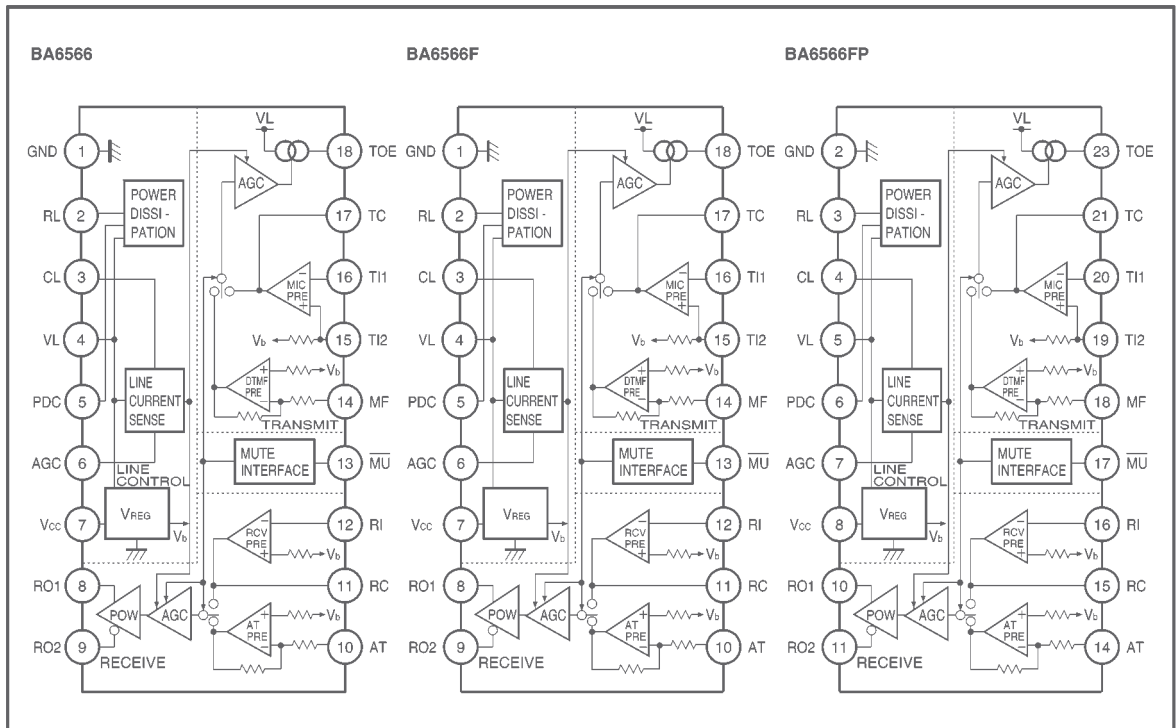 BA6566
GND 1
RL 2
CL 3
VL 4
PDC 5
AGC 6
Vcc 7
RO1 8
RO2 9
18 TOE
17 TC
16 TI1
15 TI2
14 MF
13 MU
12 RI
11 RC
10 AT
VL
AGC
POWER
DISSI -
PATION
MIC
PRE
Vb
Vb
DTMF
PRE
LINE
CURRENT
SENSE
TRANSMIT
MUTE
INTERFACE
LINE
CONTROL
VREG
Vb
RCV
PRE
Vb
POW
AGC
AT
PRE
Vb
RECEIVE
BA6566F
GND 1
RL 2
CL 3
VL 4
PDC 5
AGC 6
Vcc 7
RO1 8
RO2 9
18 TOE
17 TC
16 TI1
15 TI2
14 MF
13 MU
12 RI
11 RC
10 AT
VL
AGC
POWER
DISSI -
PATION
MIC
PRE
Vb
Vb
DTMF
PRE
LINE
CURRENT
SENSE
TRANSMIT
MUTE
INTERFACE
VREG
Vb
RCV
PRE
Vb
POW
AGC
AT
PRE
Vb
RECEIVE
BA6566FP
GND 2
RL 3
CL 4
VL 5
PDC 6
AGC 7
Vcc 8
RO1 10
RO2 11
23 TOE
21 TC
20 TI1
19 TI2
18 MF
17 MU
16 RI
15 RC
14 AT
VL
AGC
POWER
DISSI -
PATION
MIC
PRE
Vb
Vb
DTMF
PRE
LINE
CURRENT
SENSE
TRANSMIT
MUTE
INTERFACE
LINE
CONTROL
VREG
Vb
RCV
PRE
Vb
POW
AGC
AT
PRE
Vb
RECEIVE